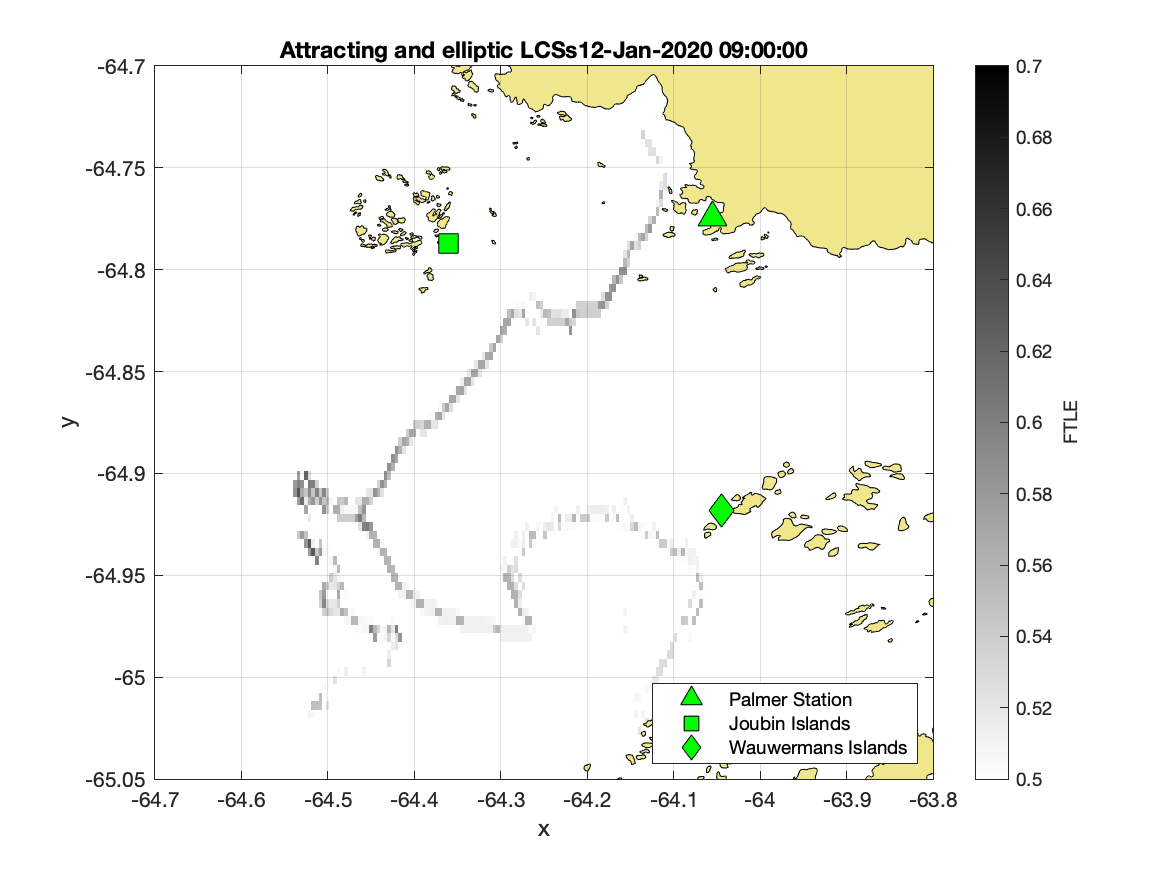 Attracting and elliptic LCSs12-Jan-2020 09:00:00
-64.7
-64.75
-64.8
-64.85
-64.9
-64.95
-65
-65.05
y
-64.7 -64.6 -64.5 -64.4 -64.3 -64.2 -64.1 -64 -63.9 -63.8
x
Palmer Station
Joubin Islands
Wauwermans Islands
0.7
0.68
0.66
0.64
0.62
0.6
0.58
0.56
0.54
0.52
0.5
FTLE